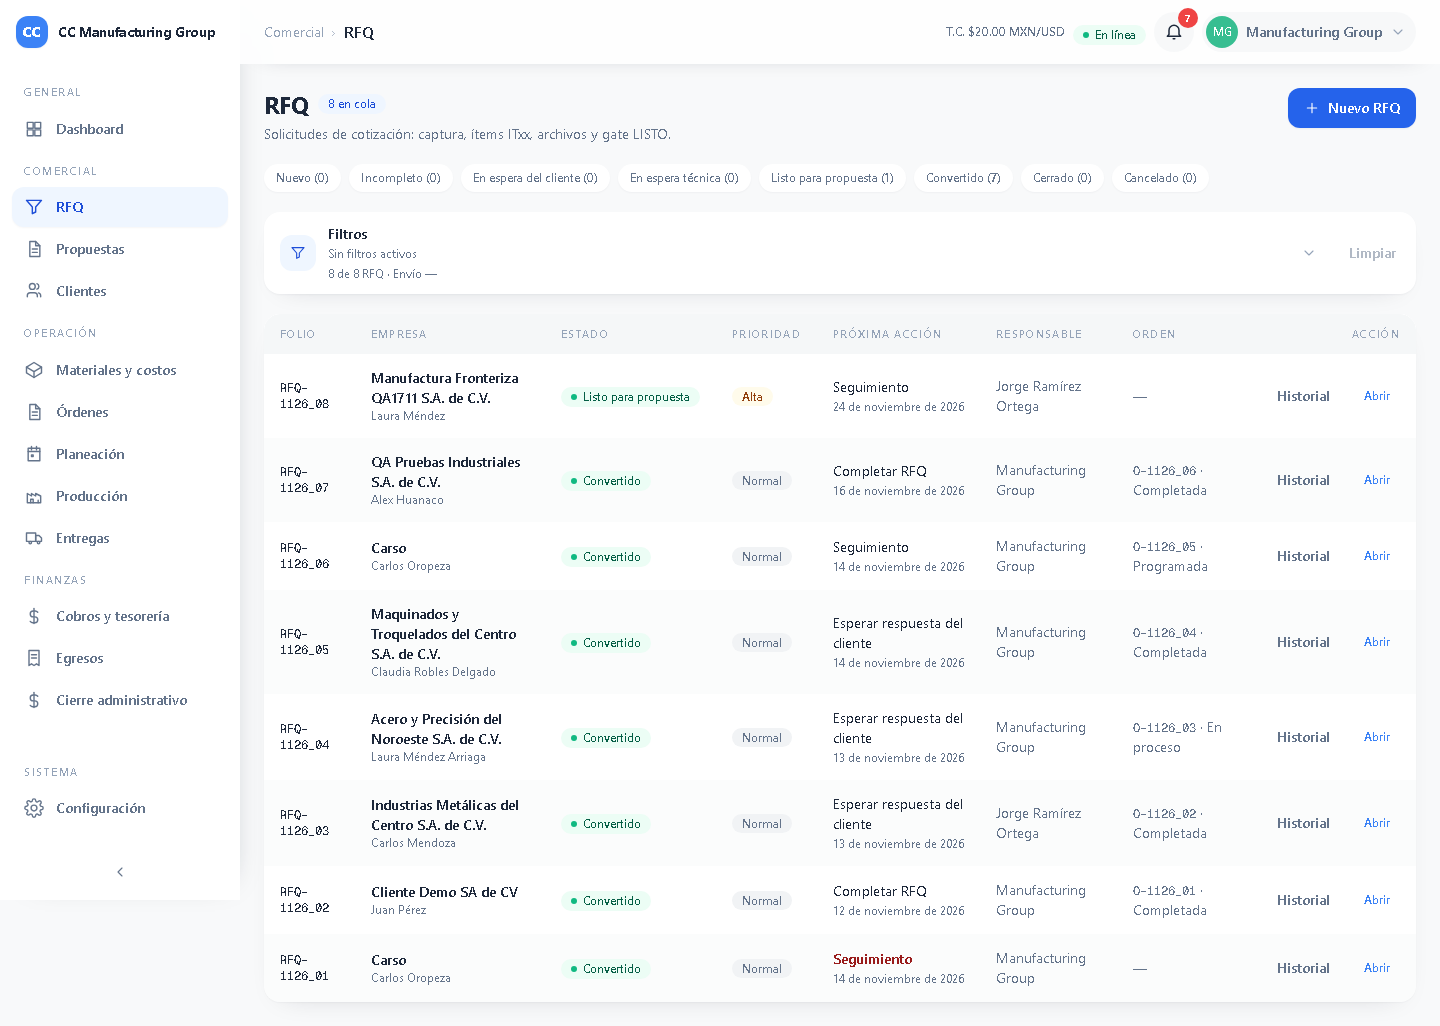 CC
CC Manufacturing Group
GENERAL
Dashboard
COMERCIAL
RFQ
Propuestas
Clientes
OPERACIÓN
Materiales y costos
Órdenes
Planeación
Producción
Entregas
FINANZAS
Cobros y tesorería
Egresos
Cierre administrativo
SISTEMA
Configuración
Comercial › RFQ
T.C. $20.00 MXN/USD
En línea
7
MG
Manufacturing Group
RFQ
8 en cola
Solicitudes de cotización: captura, ítems ITxx, archivos y gate LISTO.
+ Nuevo RFQ
Nuevo (0)
Incompleto (0)
En espera del cliente (0)
En espera técnica (0)
Listo para propuesta (1)
Convertido (7)
Cerrado (0)
Cancelado (0)
Filtros
Sin filtros activos
8 de 8 RFQ · Envío —
Limpiar
FOLIO
EMPRESA
ESTADO
PRIORIDAD
PRÓXIMA ACCIÓN
RESPONSABLE
ORDEN
ACCIÓN
RFQ-
1126_08
Manufactura Fronteriza
QA1711 S.A. de C.V.
Laura Méndez
Listo para propuesta
Alta
Seguimiento
24 de noviembre de 2026
Jorge Ramírez
Ortega
—
Historial
Abrir
RFQ-
1126_07
QA Pruebas Industriales
S.A. de C.V.
Alex Huanaco
Convertido
Normal
Completar RFQ
16 de noviembre de 2026
Manufacturing
Group
O-1126_06 ·
Completada
Historial
Abrir
RFQ-
1126_06
Carso
Carlos Oropeza
Convertido
Normal
Seguimiento
14 de noviembre de 2026
Manufacturing
Group
O-1126_05 ·
Programada
Historial
Abrir
RFQ-
1126_05
Maquinados y
Troquelados del Centro
S.A. de C.V.
Claudia Robles Delgado
Convertido
Normal
Esperar respuesta del
cliente
14 de noviembre de 2026
Manufacturing
Group
O-1126_04 ·
Completada
Historial
Abrir
RFQ-
1126_04
Acero y Precisión del
Noroeste S.A. de C.V.
Laura Méndez Arriaga
Convertido
Normal
Esperar respuesta del
cliente
13 de noviembre de 2026
Manufacturing
Group
O-1126_03 · En
proceso
Historial
Abrir
RFQ-
1126_03
Industrias Metálicas del
Centro S.A. de C.V.
Carlos Mendoza
Convertido
Normal
Esperar respuesta del
cliente
13 de noviembre de 2026
Jorge Ramírez
Ortega
O-1126_02 ·
Completada
Historial
Abrir
RFQ-
1126_02
Cliente Demo SA de CV
Juan Pérez
Convertido
Normal
Completar RFQ
12 de noviembre de 2026
Manufacturing
Group
O-1126_01 ·
Completada
Historial
Abrir
RFQ-
1126_01
Carso
Carlos Oropeza
Convertido
Normal
Seguimiento
14 de noviembre de 2026
Manufacturing
Group
—
Historial
Abrir